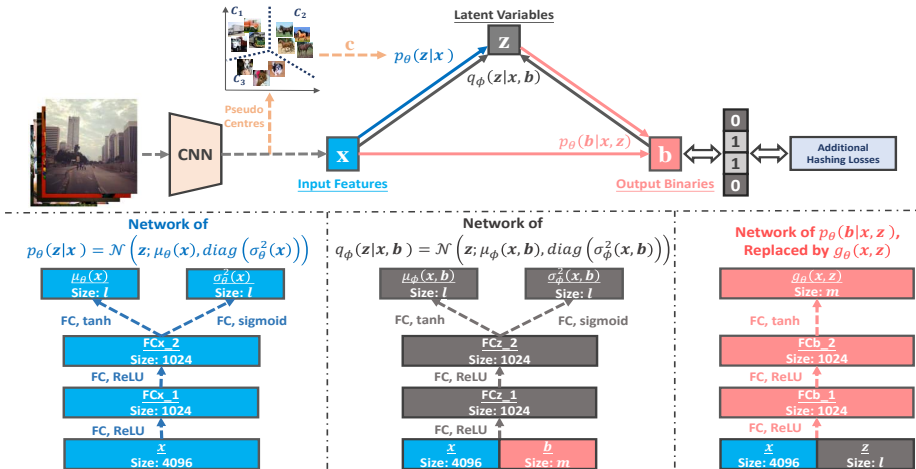 C₁
C₂
C₃
c
Pseudo
Centres
CNN
Latent Variables
z
p_θ(z|x)
q_ϕ(z|x, b)
x
Input Features
p_θ(b|x, z)
b
Output Binaries
0
1
1
0
Additional
Hashing Losses
Network of
p_θ(z|x) = 𝒩(z; μ_θ(x), diag(σ_θ²(x)))
μ_θ(x)
Size: l
σ_θ²(x)
Size: l
FC, tanh
FC, sigmoid
FCx_2
Size: 1024
FC, ReLU
FCx_1
Size: 1024
FC, ReLU
x
Size: 4096
Network of
q_ϕ(z|x, b) = 𝒩(z; μ_ϕ(x, b), diag(σ_ϕ²(x, b)))
μ_ϕ(x, b)
Size: l
σ_ϕ²(x, b)
Size: l
FC, tanh
FC, sigmoid
FCz_2
Size: 1024
FC, ReLU
FCz_1
Size: 1024
FC, ReLU
x
Size: 4096
b
Size: m
Network of p_θ(b|x, z),
Replaced by g_θ(x, z)
g_θ(x, z)
Size: m
FC, tanh
FCb_2
Size: 1024
FC, ReLU
FCb_1
Size: 1024
FC, ReLU
x
Size: 4096
z
Size: l